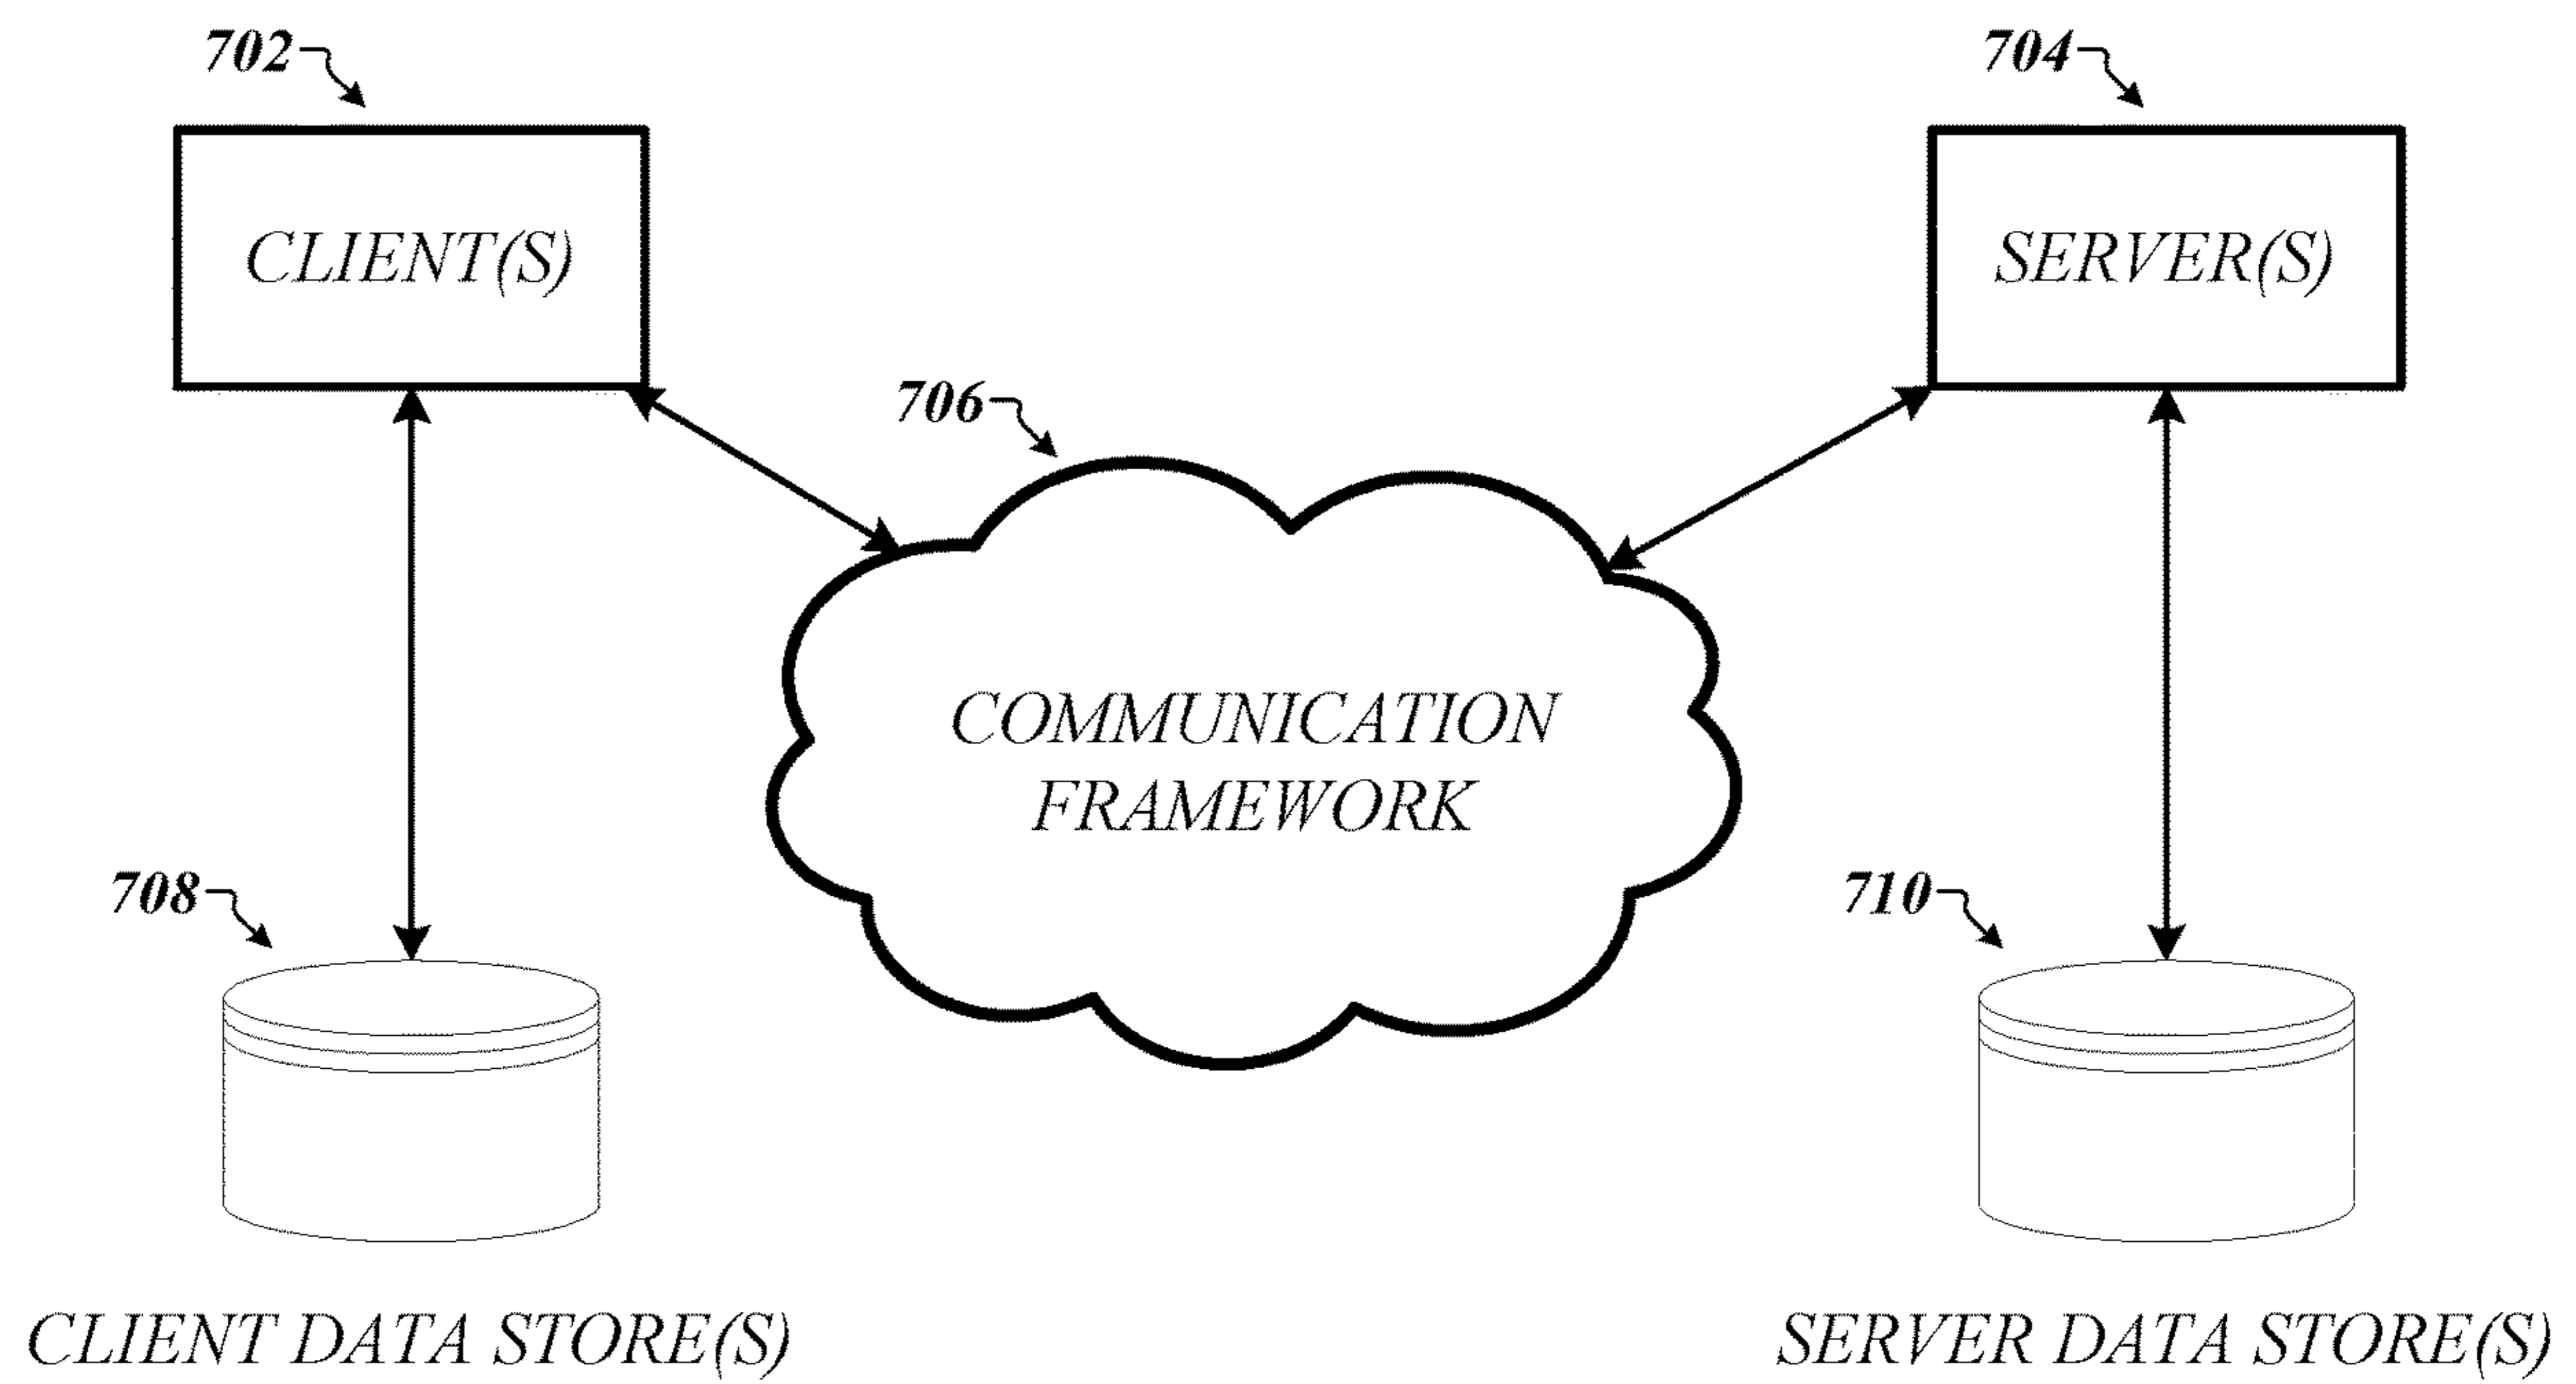 702
704
CLIENT(S)
SERVER(S)
706
COMMUNICATION
FRAMEWORK
708
710
CLIENT DATA STORE(S)
SERVER DATA STORE(S)